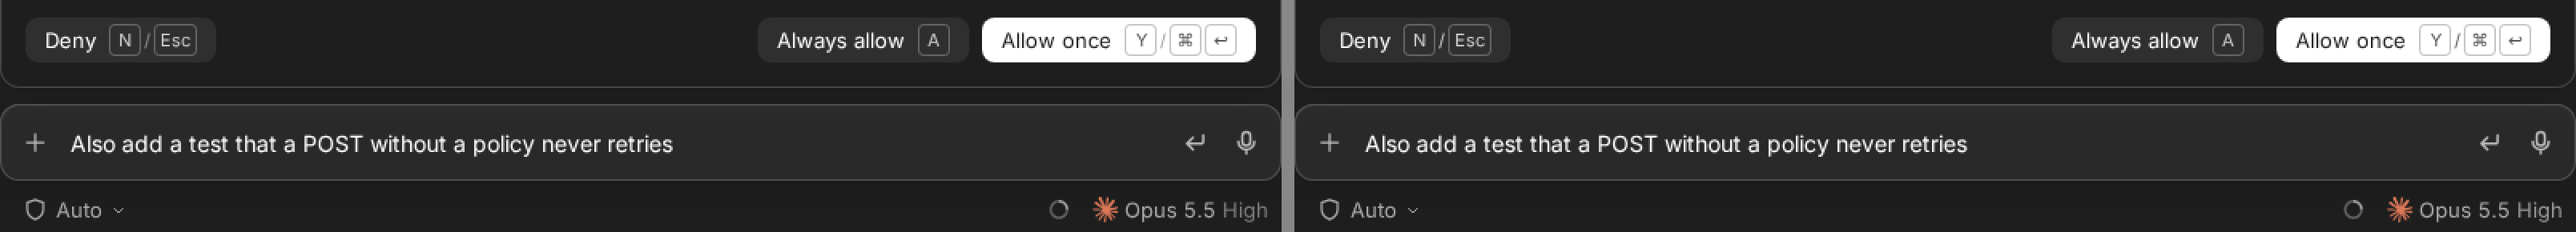 Deny N / Esc Always allow A Allow once Y / ⌘ ↩
Also add a test that a POST without a policy never retries
Auto Opus 5.5 High
Deny N / Esc Always allow A Allow once Y / ⌘ ↩
Also add a test that a POST without a policy never retries
Auto Opus 5.5 High